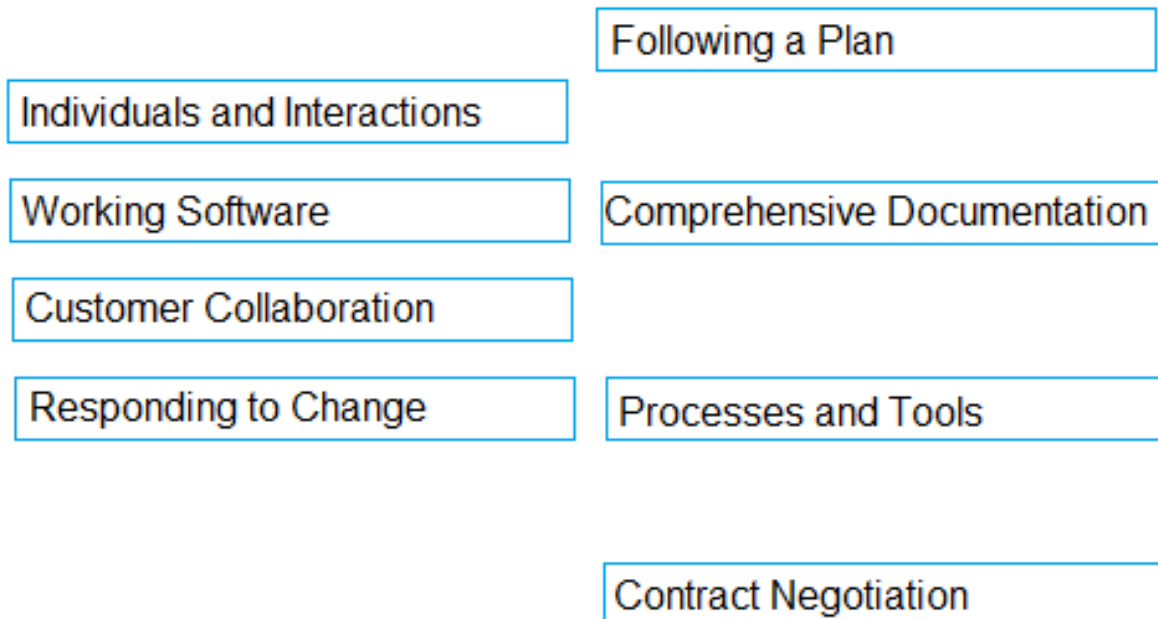 Following a Plan
Individuals and Interactions
Working Software
Comprehensive Documentation
Customer Collaboration
Responding to Change
Processes and Tools
Contract Negotiation